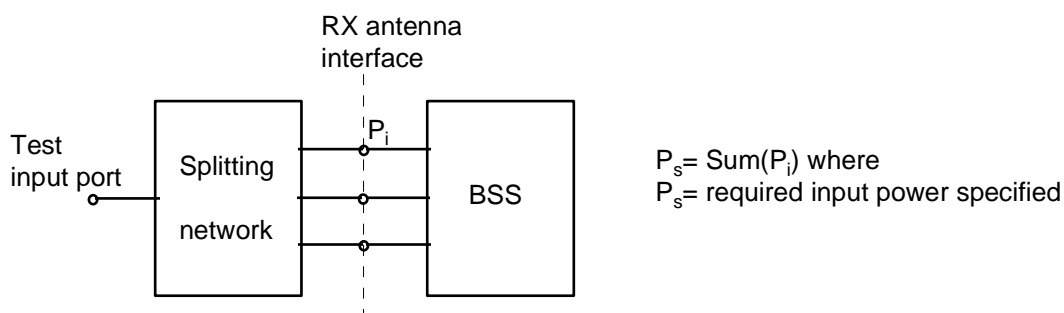 RX antenna
interface
P_i
Test
input port
Splitting
network
BSS
P_s= Sum(P_i) where
P_s= required input power specified